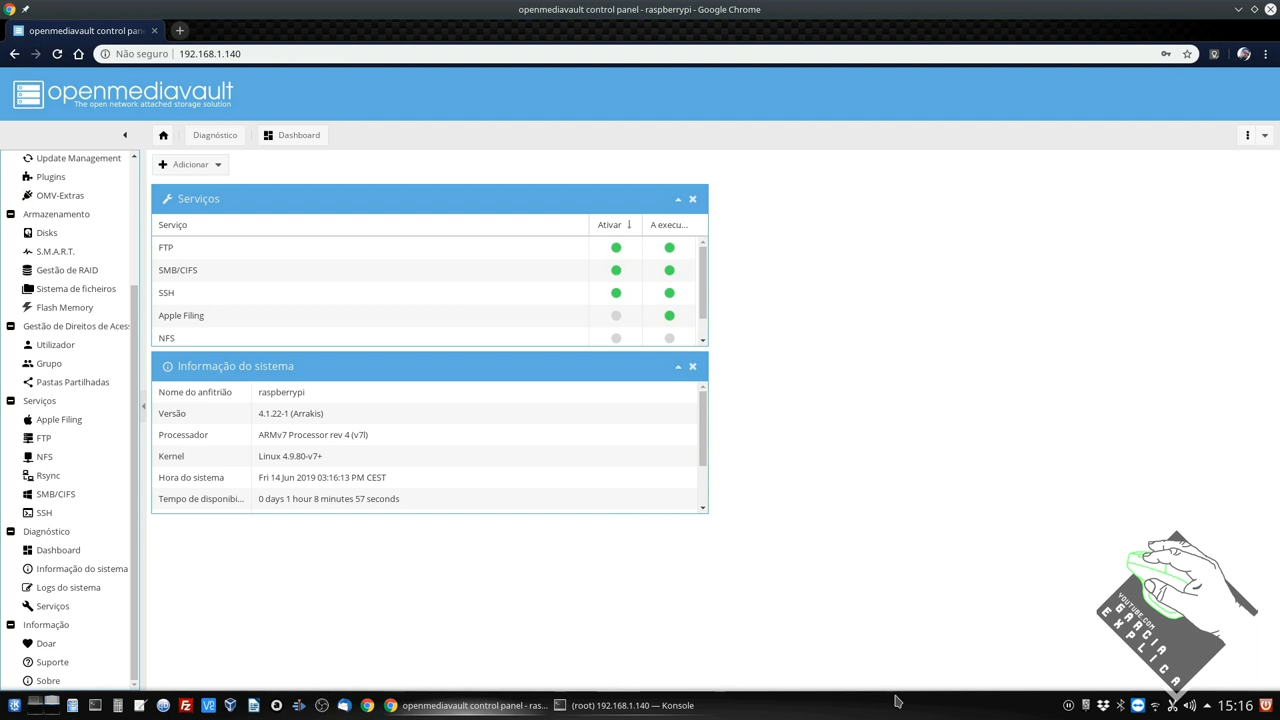 openmediavault control panel - raspberrypi - Google Chrome
openmediavault control pan
Não seguro
192.168.1.140
openmediavault
The open network attached storage solution
Diagnóstico
Dashboard
Update Management
Plugins
OMV-Extras
Armazenamento
Disks
S.M.A.R.T.
Gestão de RAID
Sistema de ficheiros
Flash Memory
Gestão de Direitos de Aces
Utilizador
Grupo
Pastas Partilhadas
Serviços
Apple Filing
FTP
NFS
Rsync
SMB/CIFS
SSH
Diagnóstico
Dashboard
Informação do sistema
Logs do sistema
Serviços
Informação
Doar
Suporte
Sobre
Adicionar
Serviços
Serviço Ativar A execu...
FTP
SMB/CIFS
SSH
Apple Filing
NFS
Informação do sistema
Nome do anfitrião raspberrypi
Versão 4.1.22-1 (Arrakis)
Processador ARMv7 Processor rev 4 (v7l)
Kernel Linux 4.9.80-v7+
Hora do sistema Fri 14 Jun 2019 03:16:13 PM CEST
Tempo de disponibi... 0 days 1 hour 8 minutes 57 seconds
YOUTUBE.COM
GARCIA
EXPLICA
openmediavault control panel - ras...
(root) 192.168.1.140 — Konsole
15:16